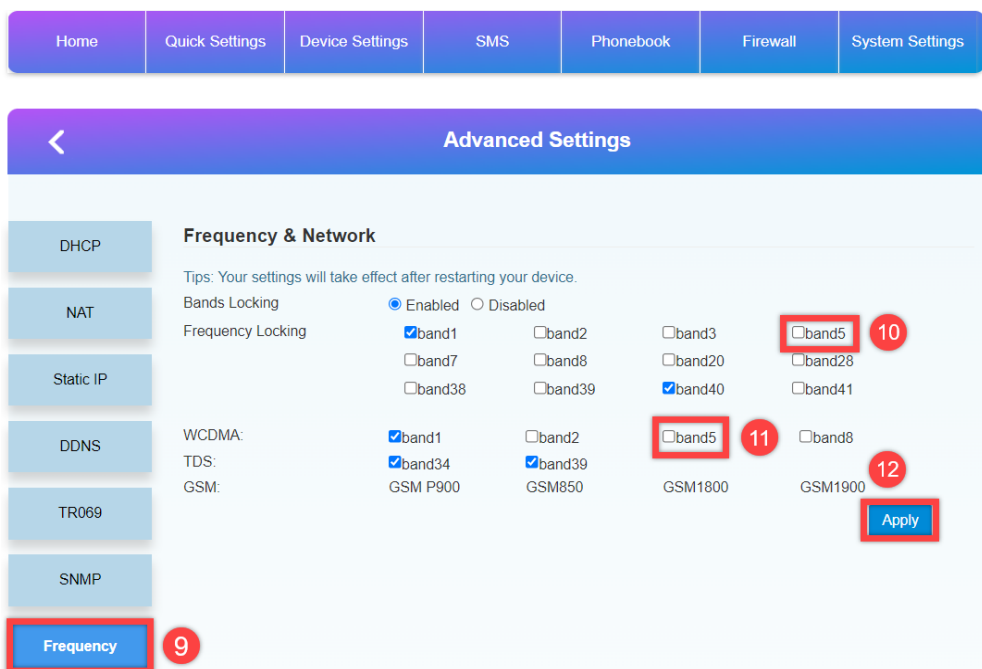 Home Quick Settings Device Settings SMS Phonebook Firewall System Settings
Advanced Settings
DHCP
NAT
Static IP
DDNS
TR069
SNMP
Frequency 9
Frequency & Network
Tips: Your settings will take effect after restarting your device.
Bands Locking Enabled Disabled
Frequency Locking band1 band2 band3 band5 10
band7 band8 band20 band28
band38 band39 band40 band41
WCDMA: band1 band2 band5 11 band8
TDS: band34 band39 12
GSM: GSM P900 GSM850 GSM1800 GSM1900
Apply